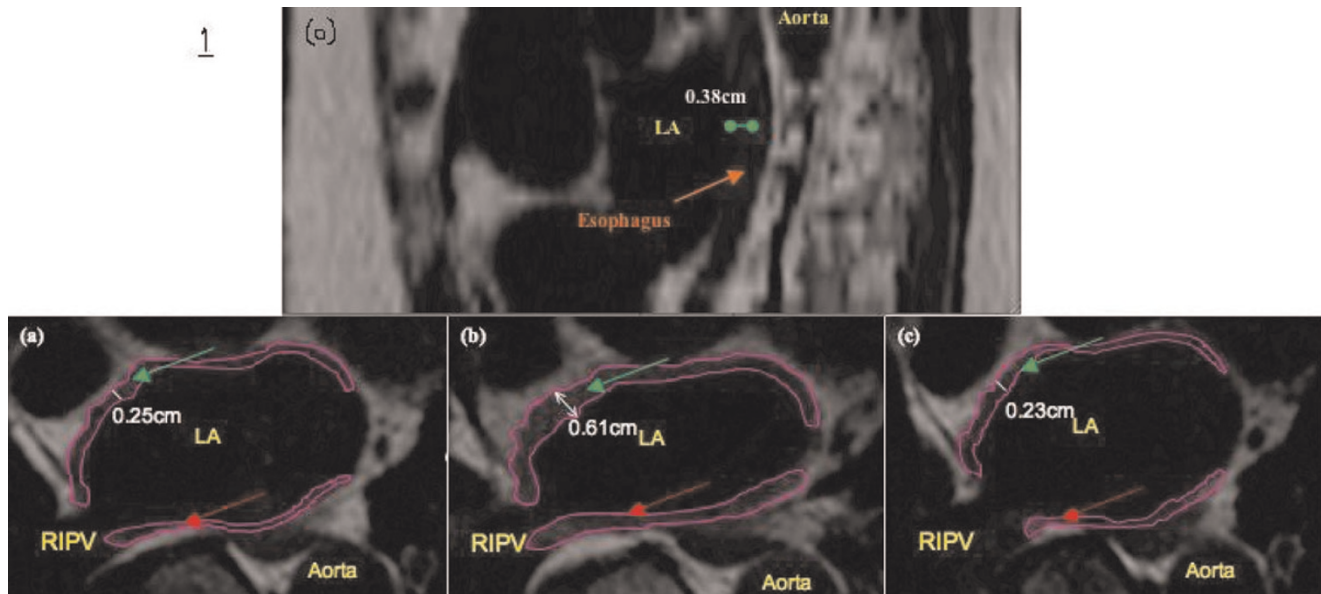 1
(a)
Aorta
0.38cm
LA
Esophagus
(a)
0.25cm
LA
RIPV
Aorta
(b)
0.61cm
LA
RIPV
Aorta
(c)
0.23cm
LA
RIPV
Aorta